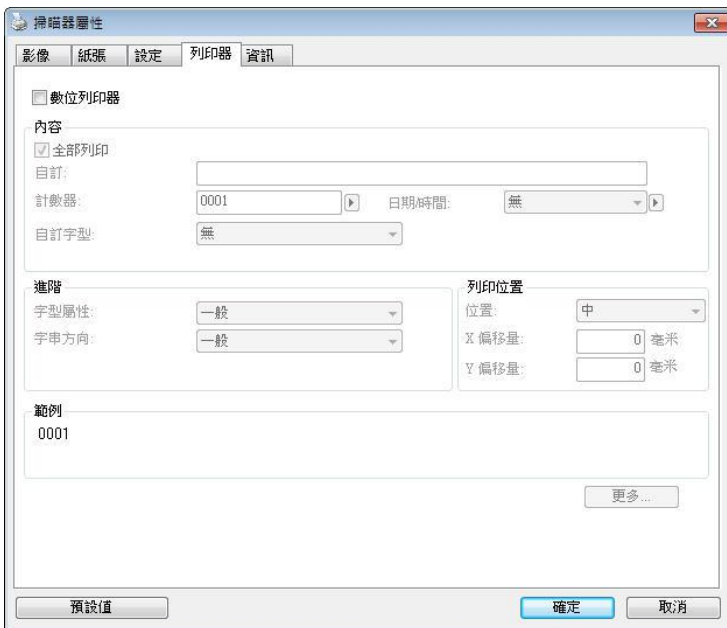 掃瞄器屬性
影像 紙張 設定 列印器 資訊
數位列印器
內容
全部列印
自訂:
計數器: 0001 日期/時間: 無
自訂字型: 無
進階
字型屬性: 一般
字串方向: 一般
列印位置
位置: 中
X 偏移量: 0 毫米
Y 偏移量: 0 毫米
範例
0001
更多...
預設值 確定 取消